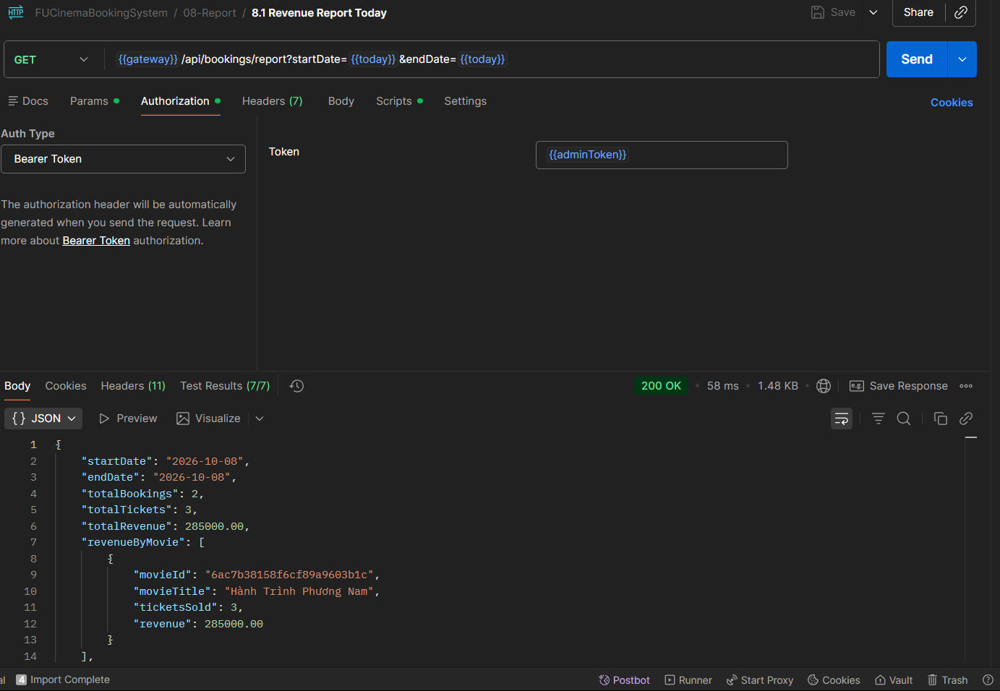 HTTP FUCinemaBookingSystem / 08-Report / 8.1 Revenue Report Today Save Share
GET {{gateway}} /api/bookings/report?startDate= {{today}} &endDate= {{today}} Send
Docs Params Authorization Headers (7) Body Scripts Settings Cookies
Auth Type
Bearer Token
Token {{adminToken}}
The authorization header will be automatically
generated when you send the request. Learn
more about Bearer Token authorization.
Body Cookies Headers (11) Test Results (7/7) 200 OK • 58 ms • 1.48 KB • e.g. Save Response
{} JSON Preview Visualize
1 {
2 "startDate": "2026-10-08",
3 "endDate": "2026-10-08",
4 "totalBookings": 2,
5 "totalTickets": 3,
6 "totalRevenue": 285000.00,
7 "revenueByMovie": [
8 {
9 "movieId": "6ac7b38158f6cf89a9603b1c",
10 "movieTitle": "Hành Trình Phương Nam",
11 "ticketsSold": 3,
12 "revenue": 285000.00
13 }
14 ],
al 4 Import Complete Postbot Runner Start Proxy Cookies Vault Trash